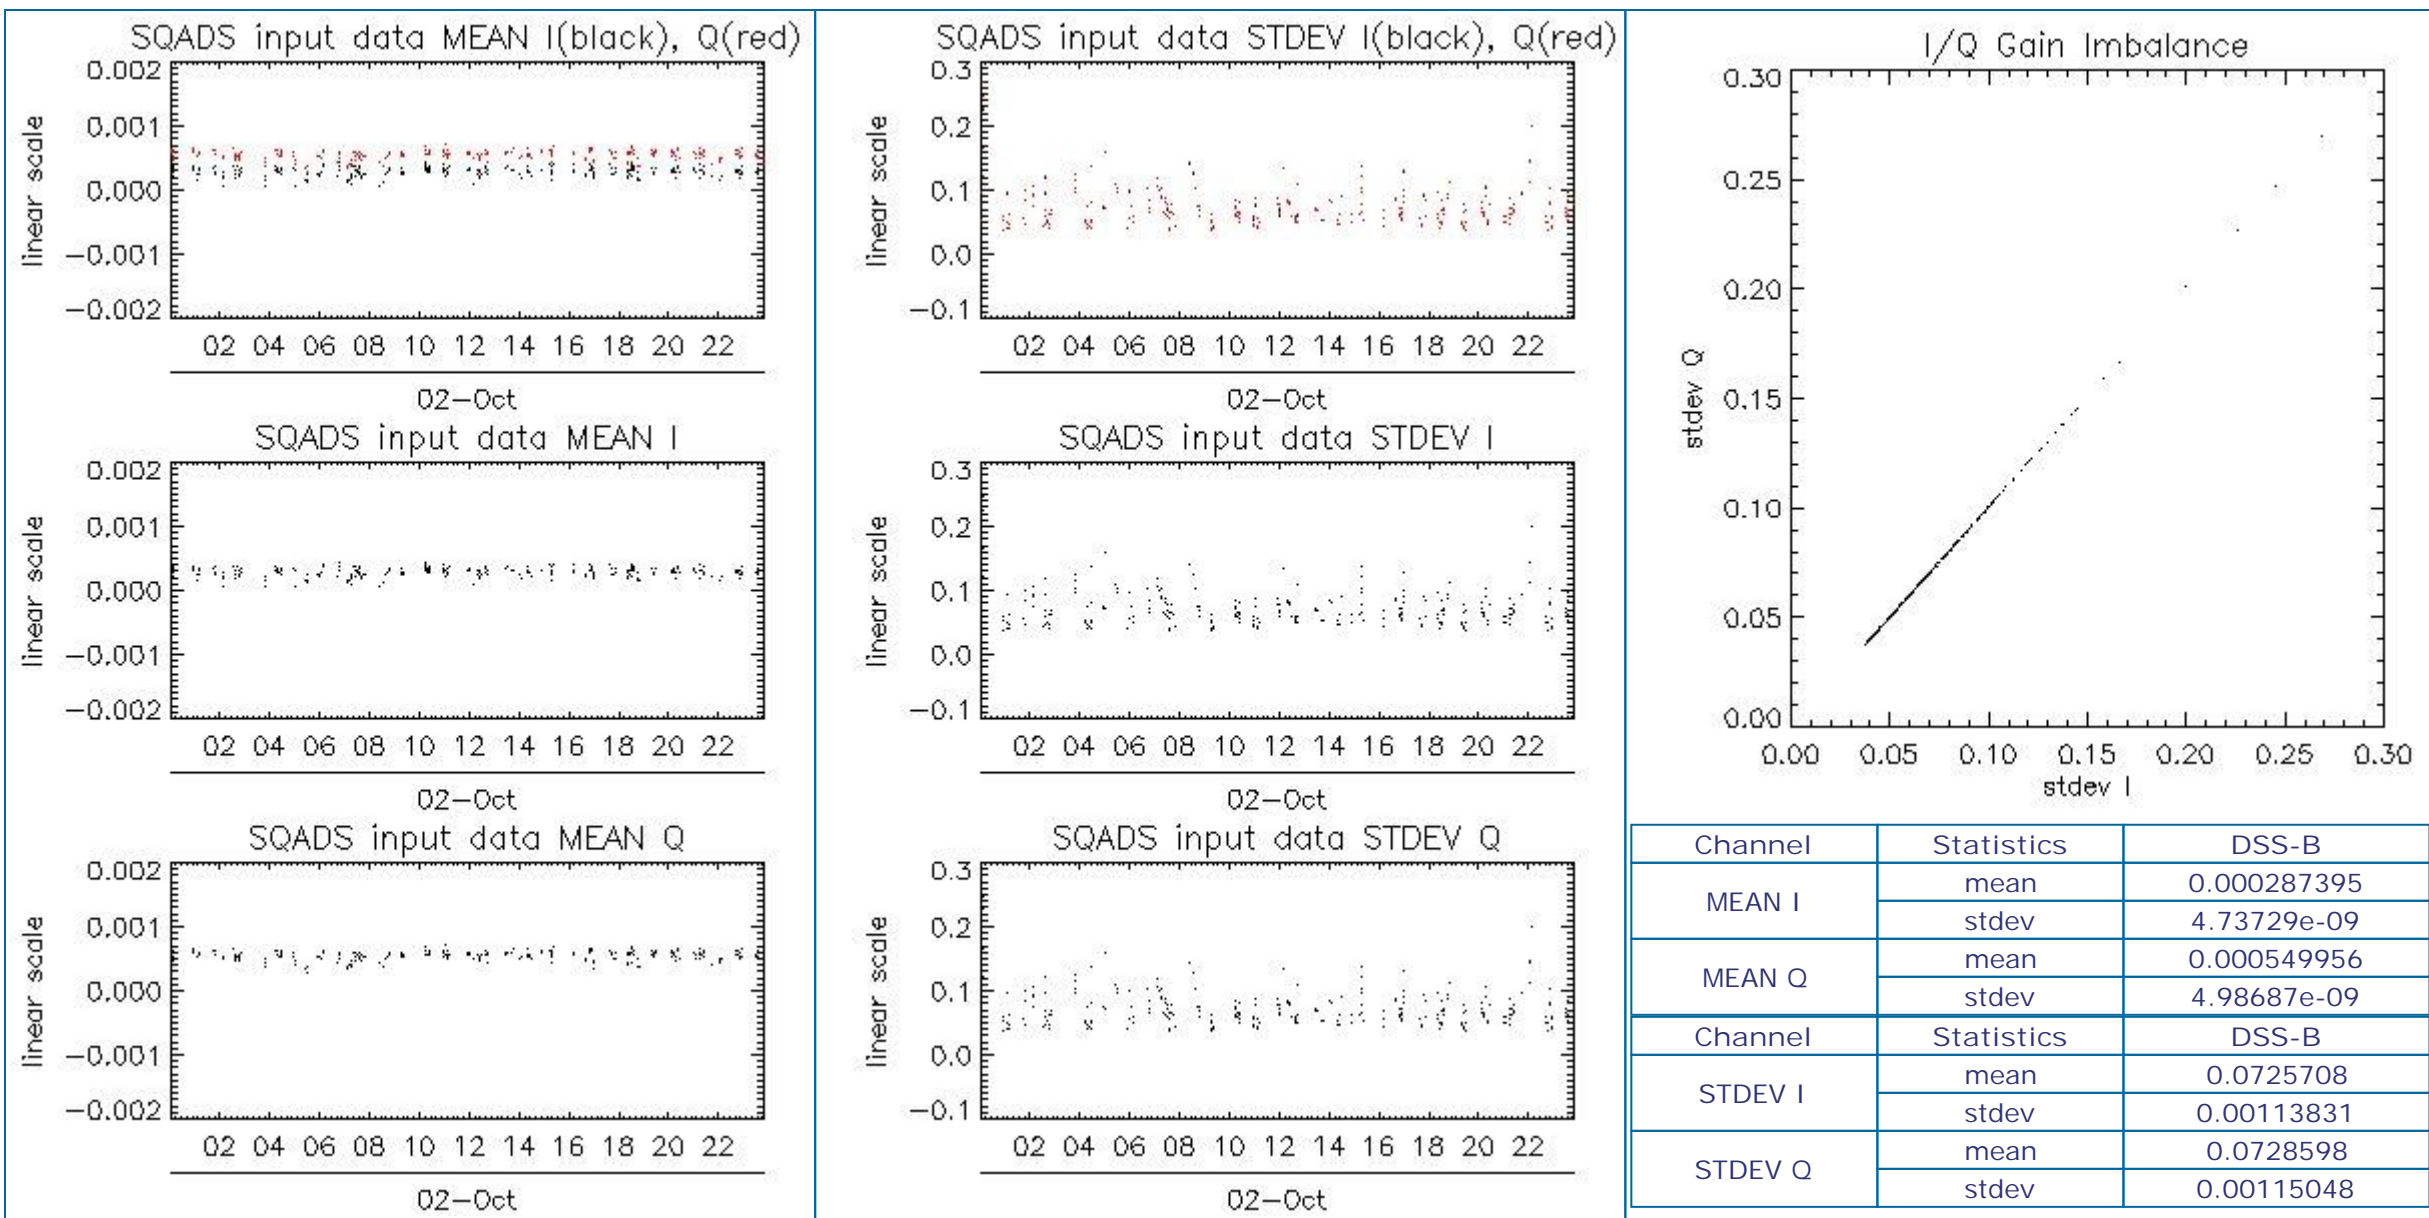 SQADS input data MEAN I(black), Q(red)
0.002
0.001
0.000
-0.001
-0.002
linear scale
02 04 06 08 10 12 14 16 18 20 22
02-Oct
SQADS input data MEAN I
0.002
0.001
0.000
-0.001
-0.002
linear scale
02 04 06 08 10 12 14 16 18 20 22
02-Oct
SQADS input data MEAN Q
0.002
0.001
0.000
-0.001
-0.002
linear scale
02 04 06 08 10 12 14 16 18 20 22
02-Oct
SQADS input data STDEV I(black), Q(red)
0.3
0.2
0.1
0.0
-0.1
linear scale
02 04 06 08 10 12 14 16 18 20 22
02-Oct
SQADS input data STDEV I
0.3
0.2
0.1
0.0
-0.1
linear scale
02 04 06 08 10 12 14 16 18 20 22
02-Oct
SQADS input data STDEV Q
0.3
0.2
0.1
0.0
-0.1
linear scale
02 04 06 08 10 12 14 16 18 20 22
02-Oct
I/Q Gain Imbalance
0.30
0.25
0.20
0.15
0.10
0.05
0.00
stdev Q
0.00 0.05 0.10 0.15 0.20 0.25 0.30
stdev I
Channel Statistics DSS-B
MEAN I mean 0.000287395
stdev 4.73729e-09
MEAN Q mean 0.000549956
stdev 4.98687e-09
Channel Statistics DSS-B
STDEV I mean 0.0725708
stdev 0.00113831
STDEV Q mean 0.0728598
stdev 0.00115048